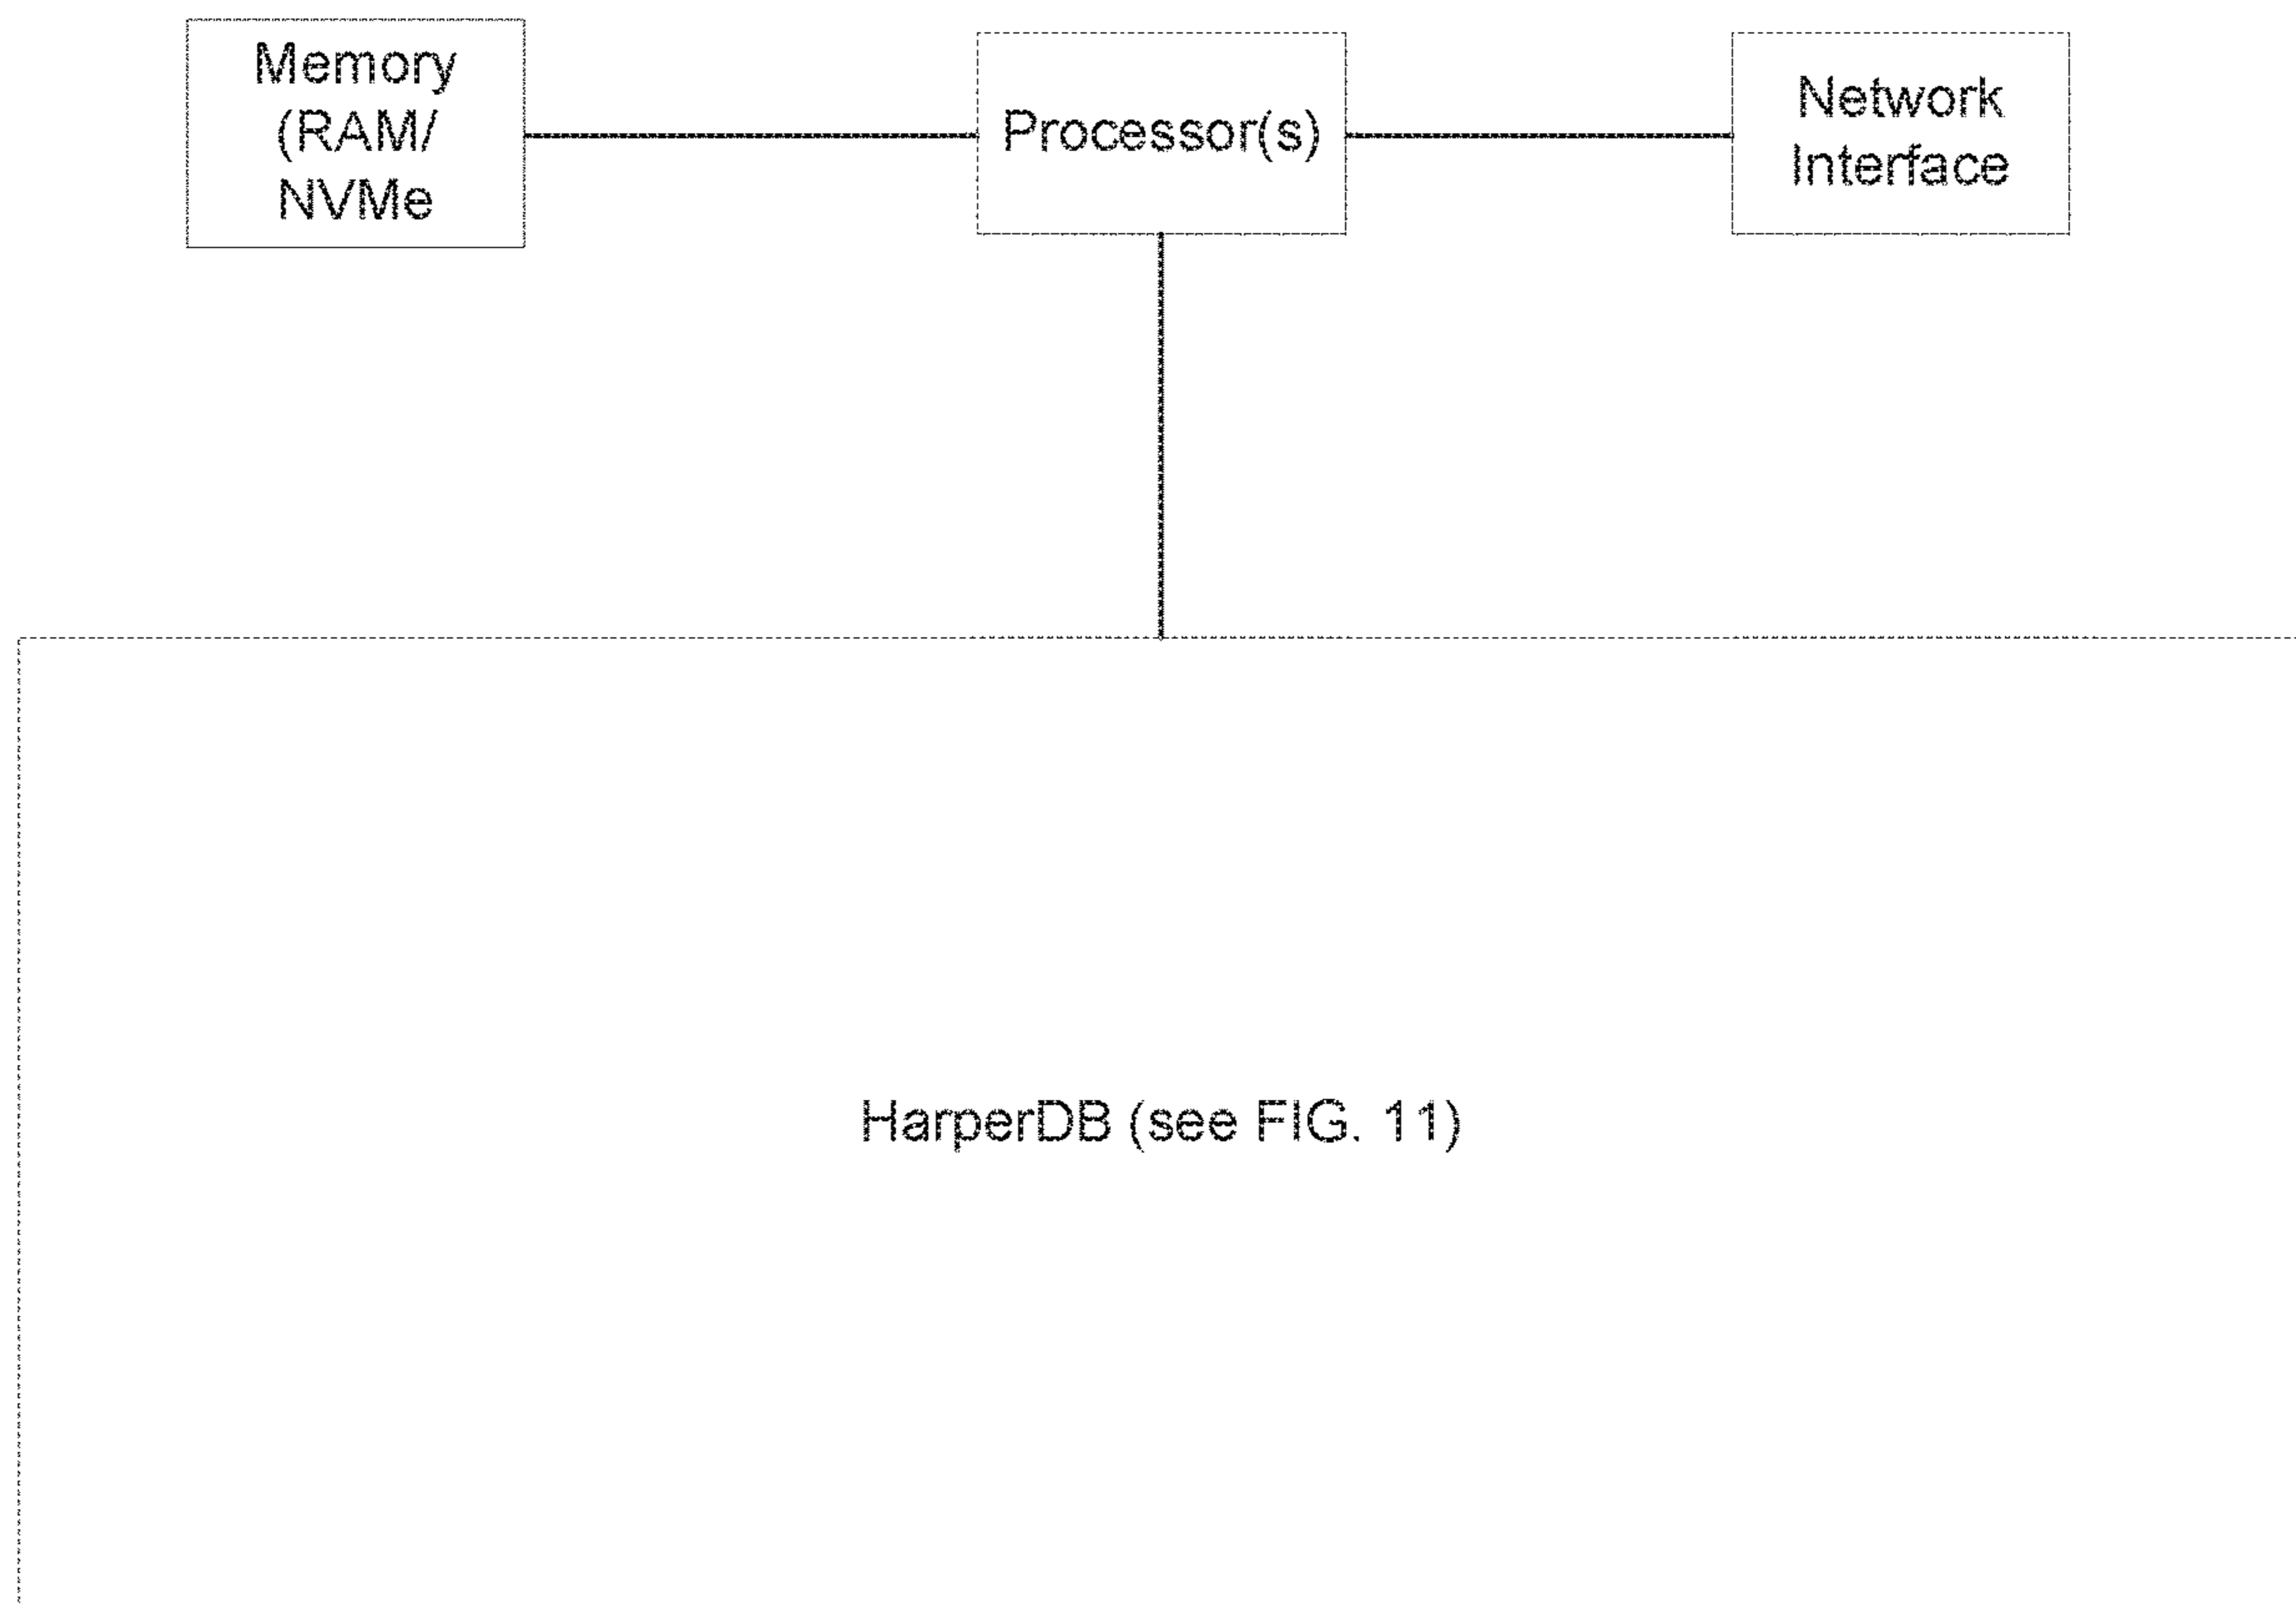 Memory
(RAM/
NVMe
Processor(s)
Network
Interface
HarperDB (see FIG. 11)